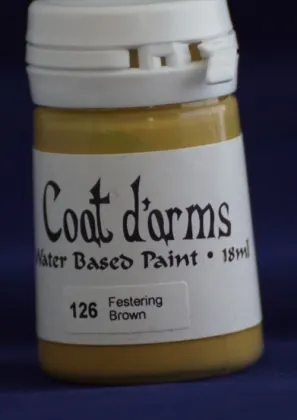 Coat d'arms
Water Based Paint • 18ml
126 Festering
Brown